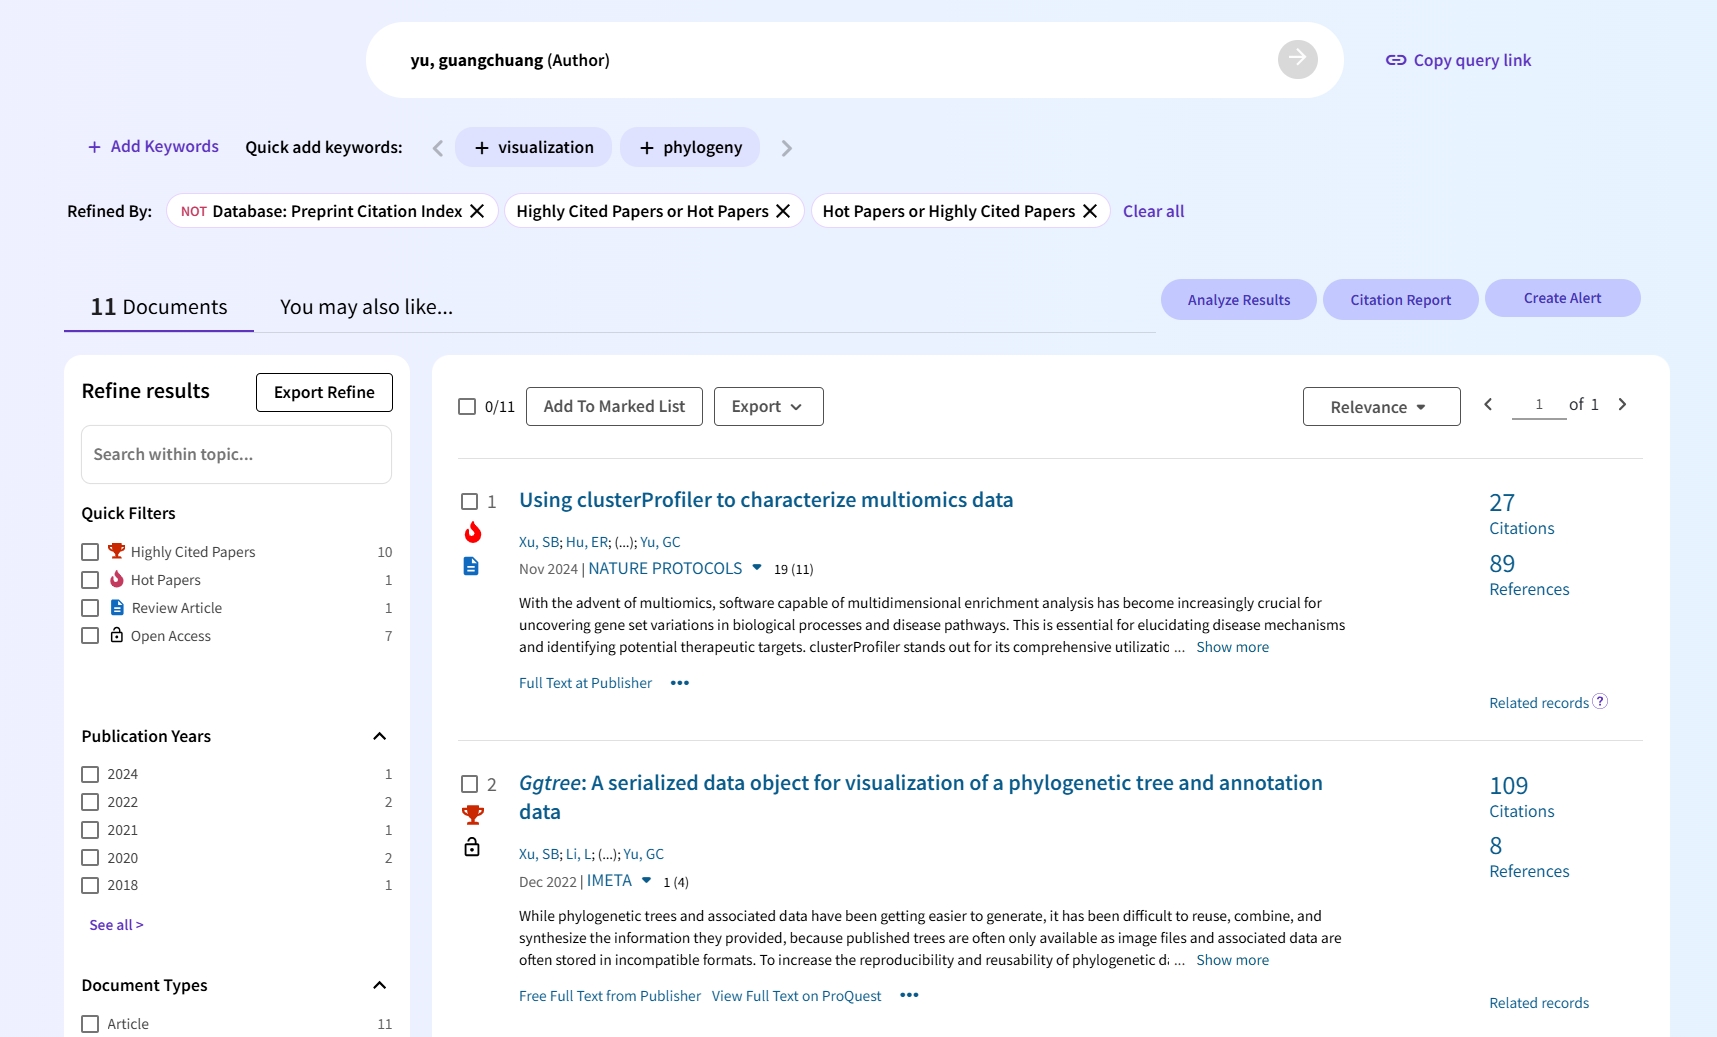 yu, guangchuang (Author)
Copy query link
+ Add Keywords
Quick add keywords:
+ visualization
+ phylogeny
Refined By:
NOT Database: Preprint Citation Index
Highly Cited Papers or Hot Papers
Hot Papers or Highly Cited Papers
Clear all
11 Documents
You may also like...
Analyze Results
Citation Report
Create Alert
Refine results
Export Refine
Search within topic...
Quick Filters
Highly Cited Papers 10
Hot Papers 1
Review Article 1
Open Access 7
Publication Years
2024 1
2022 2
2021 1
2020 2
2018 1
See all >
Document Types
Article 11
0/11
Add To Marked List
Export
Relevance
1 of 1
1
Using clusterProfiler to characterize multiomics data
Xu, SB; Hu, ER; (...); Yu, GC
Nov 2024 | NATURE PROTOCOLS 19 (11)
With the advent of multiomics, software capable of multidimensional enrichment analysis has become increasingly crucial for
uncovering gene set variations in biological processes and disease pathways. This is essential for elucidating disease mechanisms
and identifying potential therapeutic targets. clusterProfiler stands out for its comprehensive utilizatio ... Show more
Full Text at Publisher •••
27
Citations
89
References
Related records ?
2
Ggtree: A serialized data object for visualization of a phylogenetic tree and annotation
data
Xu, SB; Li, L; (...); Yu, GC
Dec 2022 | IMETA 1 (4)
While phylogenetic trees and associated data have been getting easier to generate, it has been difficult to reuse, combine, and
synthesize the information they provided, because published trees are often only available as image files and associated data are
often stored in incompatible formats. To increase the reproducibility and reusability of phylogenetic d ... Show more
Free Full Text from Publisher View Full Text on ProQuest •••
109
Citations
8
References
Related records